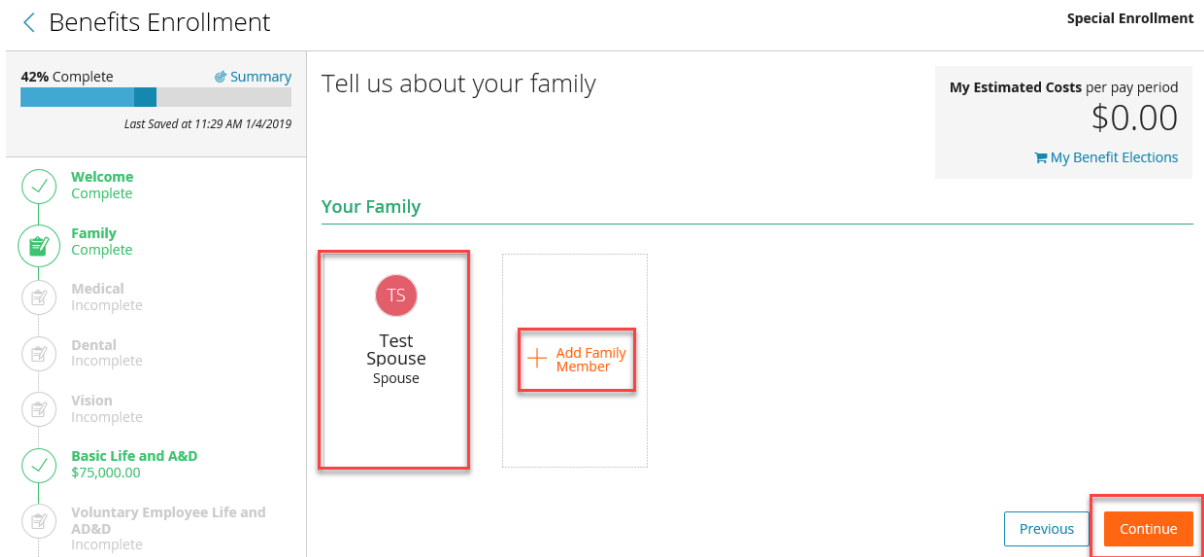 Benefits Enrollment
Special Enrollment
42% Complete
Summary
Last Saved at 11:29 AM 1/4/2019
Tell us about your family
My Estimated Costs per pay period
$0.00
My Benefit Elections
Welcome
Complete
Family
Complete
Medical
Incomplete
Dental
Incomplete
Vision
Incomplete
Basic Life and A&D
$75,000.00
Voluntary Employee Life and
AD&D
Incomplete
Your Family
TS
Test
Spouse
Spouse
Add Family
Member
Previous
Continue